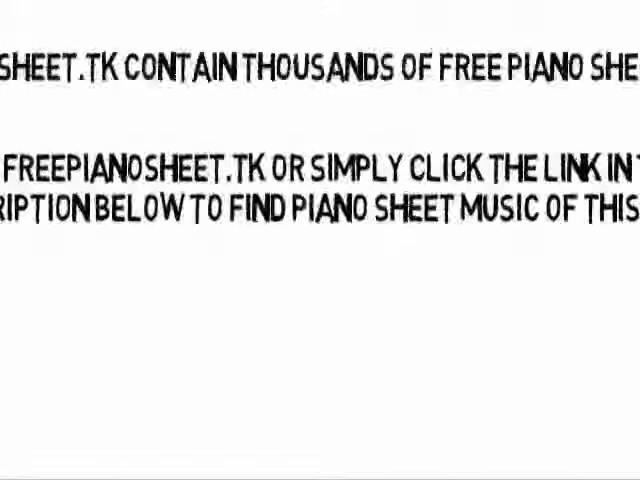 SHEET.TK CONTAIN THOUSANDS OF FREE PIANO SHE
FREEPIANOSHEET.TK OR SIMPLY CLICK THE LINK IN
RIPTION BELOW TO FIND PIANO SHEET MUSIC OF THIS